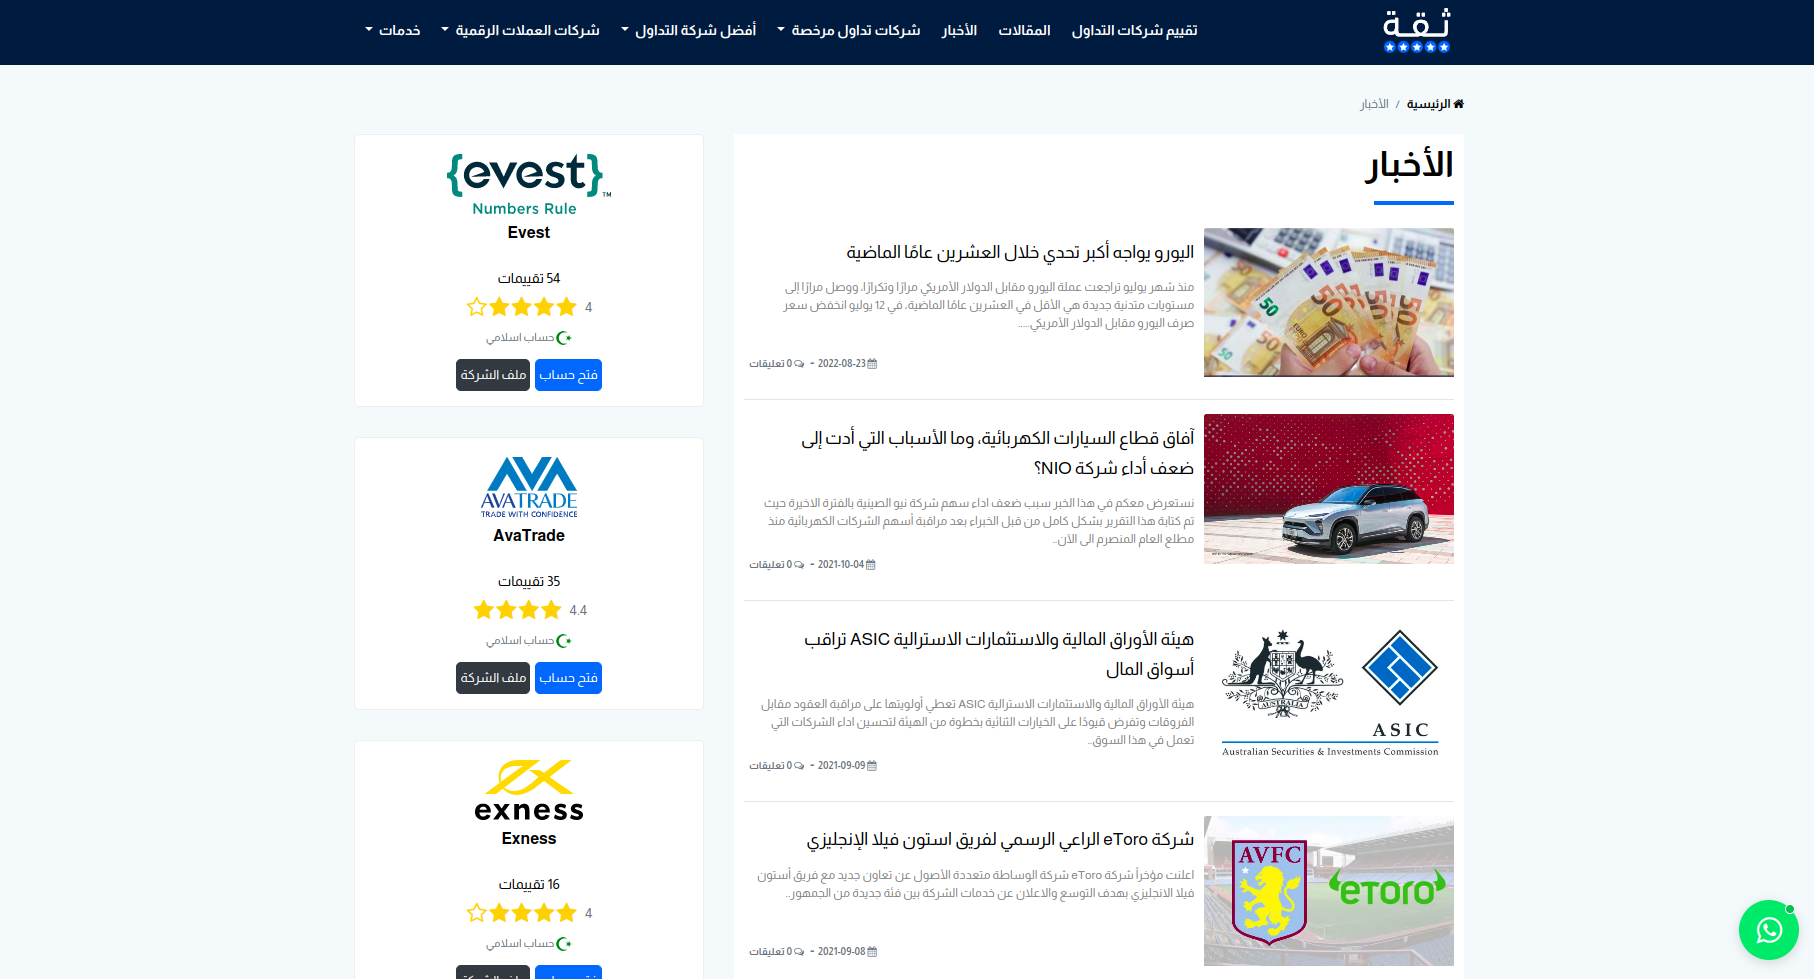 ثقة
تقييم شركات التداول
المقالات
الأخبار
شركات تداول مرخصة
أفضل شركة التداول
شركات العملات الرقمية
خدمات
الرئيسية / الأخبار
الأخبار
اليورو يواجه أكبر تحدي خلال العشرين عامًا الماضية
منذ شهر يوليو تراجعت عملة اليورو مقابل الدولار الأمريكي مرارًا وتكرارًا، ووصل مرارًا إلى
مستويات متدنية جديدة هي الأقل في العشرين عامًا الماضية، في 12 يوليو انخفض سعر
صرف اليورو مقابل الدولار الأمريكي.....
2022-08-23 - 0 تعليقات
آفاق قطاع السيارات الكهربائية، وما الأسباب التي أدت إلى
ضعف أداء شركة NIO؟
نستعرض معكم في هذا الخبر سبب ضعف اداء سهم شركة نيو الصينية بالفترة الاخيرة حيث
تم كتابة هذا التقرير بشكل كامل من قبل الخبراء بعد مراقبة أسهم الشركات الكهربائية منذ
مطلع العام المنصرم الى الآن..
2021-10-04 - 0 تعليقات
هيئة الأوراق المالية والاستثمارات الاسترالية ASIC تراقب
أسواق المال
هيئة الأوراق المالية والاستثمارات الاسترالية ASIC تعطي أولويتها على مراقبة العقود مقابل
الفروقات وتفرض قيودًا على الخيارات الثنائية بخطوة من الهيئة لتحسين اداء الشركات التي
تعمل في هذا السوق..
2021-09-09 - 0 تعليقات
AUSTRALIA
ASIC
Australian Securities & Investments Commission
شركة eToro الراعي الرسمي لفريق استون فيلا الإنجليزي
اعلنت مؤخراً شركة eToro شركة الوساطة متعددة الأصول عن تعاون جديد مع فريق أستون
فيلا الانجليزي بهدف التوسع والاعلان عن خدمات الشركة بين فئة جديدة من الجمهور..
2021-09-08 - 0 تعليقات
AVFC
eTORO
{evest}™
Numbers Rule
Evest
54 تقييمات
4
حساب اسلامي
فتح حساب
ملف الشركة
AVA
AVATRADE
TRADE WITH CONFIDENCE
AvaTrade
35 تقييمات
4.4
حساب اسلامي
فتح حساب
ملف الشركة
exness
Exness
16 تقييمات
4
حساب اسلامي